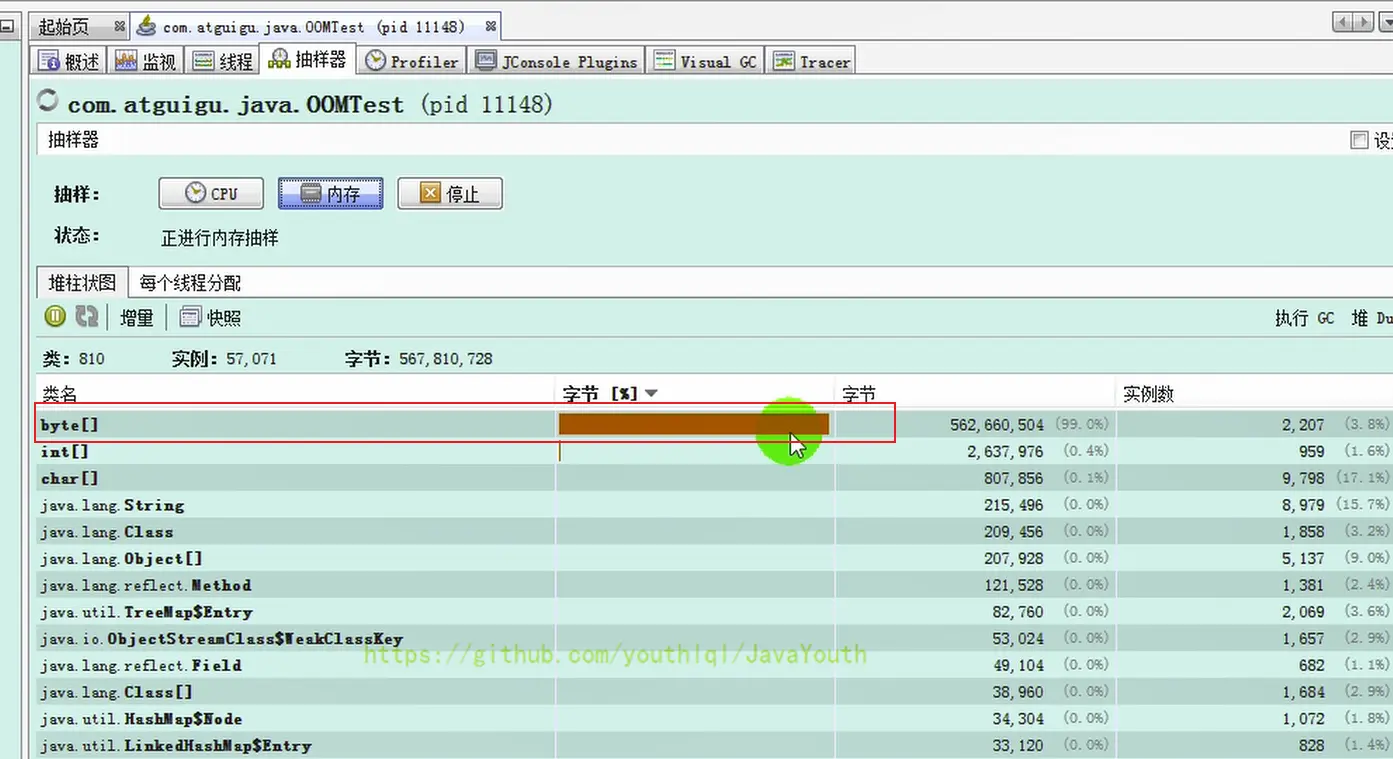 起始页 com.atguigu.java.OOMTest (pid 11148)
概述 监视 线程 抽样器 Profiler JConsole Plugins Visual GC Tracer
com.atguigu.java.OOMTest (pid 11148)
抽样器 设
抽样: CPU 内存 停止
状态: 正进行内存抽样
堆柱状图 每个线程分配
增量 快照 执行 GC 堆 Du
类: 810 实例: 57,071 字节: 567,810,728
类名 字节 [%] 字节 实例数
byte[] 562,660,504 (99.0%) 2,207 (3.8%)
int[] 2,637,976 (0.4%) 959 (1.6%)
char[] 807,856 (0.1%) 9,798 (17.1%)
java.lang.String 215,496 (0.0%) 8,979 (15.7%)
java.lang.Class 209,456 (0.0%) 1,858 (3.2%)
java.lang.Object[] 207,928 (0.0%) 5,137 (9.0%)
java.lang.reflect.Method 121,528 (0.0%) 1,381 (2.4%)
java.util.TreeMap$Entry 82,760 (0.0%) 2,069 (3.6%)
java.io.ObjectStreamClass$WeakClassKey 53,024 (0.0%) 1,657 (2.9%)
https://github.com/youthlql/JavaYouth
java.lang.reflect.Field 49,104 (0.0%) 682 (1.1%)
java.lang.Class[] 38,960 (0.0%) 1,684 (2.9%)
java.util.HashMap$Node 34,304 (0.0%) 1,072 (1.8%)
java.util.LinkedHashMap$Entry 33,120 (0.0%) 828 (1.4%)